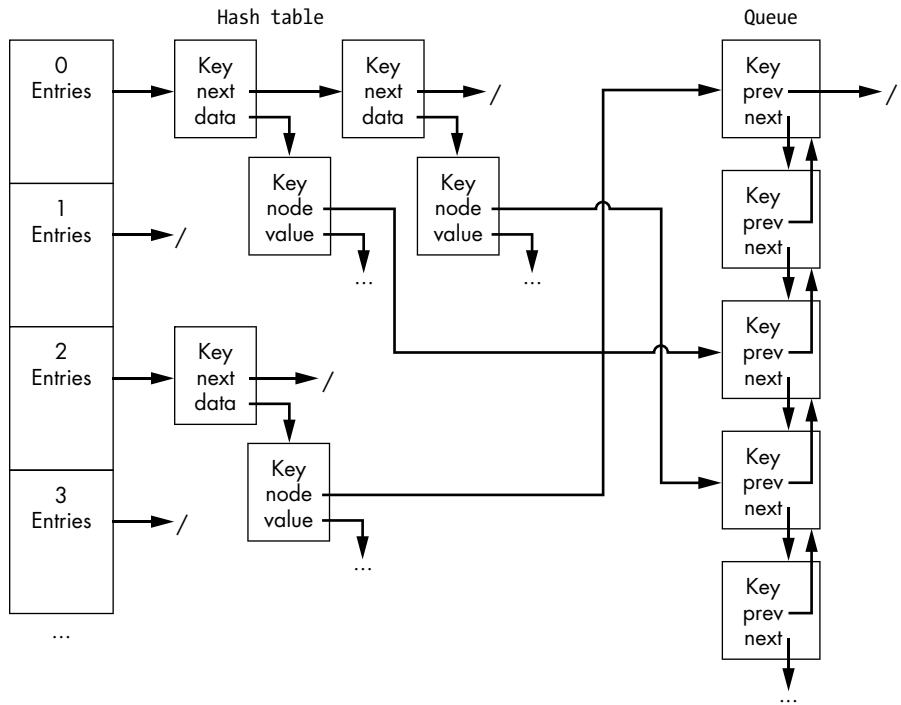 Hash table
Queue
0
Entries
Key
next
data
Key
next
data
/
Key
node
value
...
Key
node
value
...
1
Entries
/
2
Entries
Key
next
data
/
Key
node
value
...
3
Entries
/
...
Key
prev
next
/
Key
prev
next
Key
prev
next
Key
prev
next
Key
prev
next
...